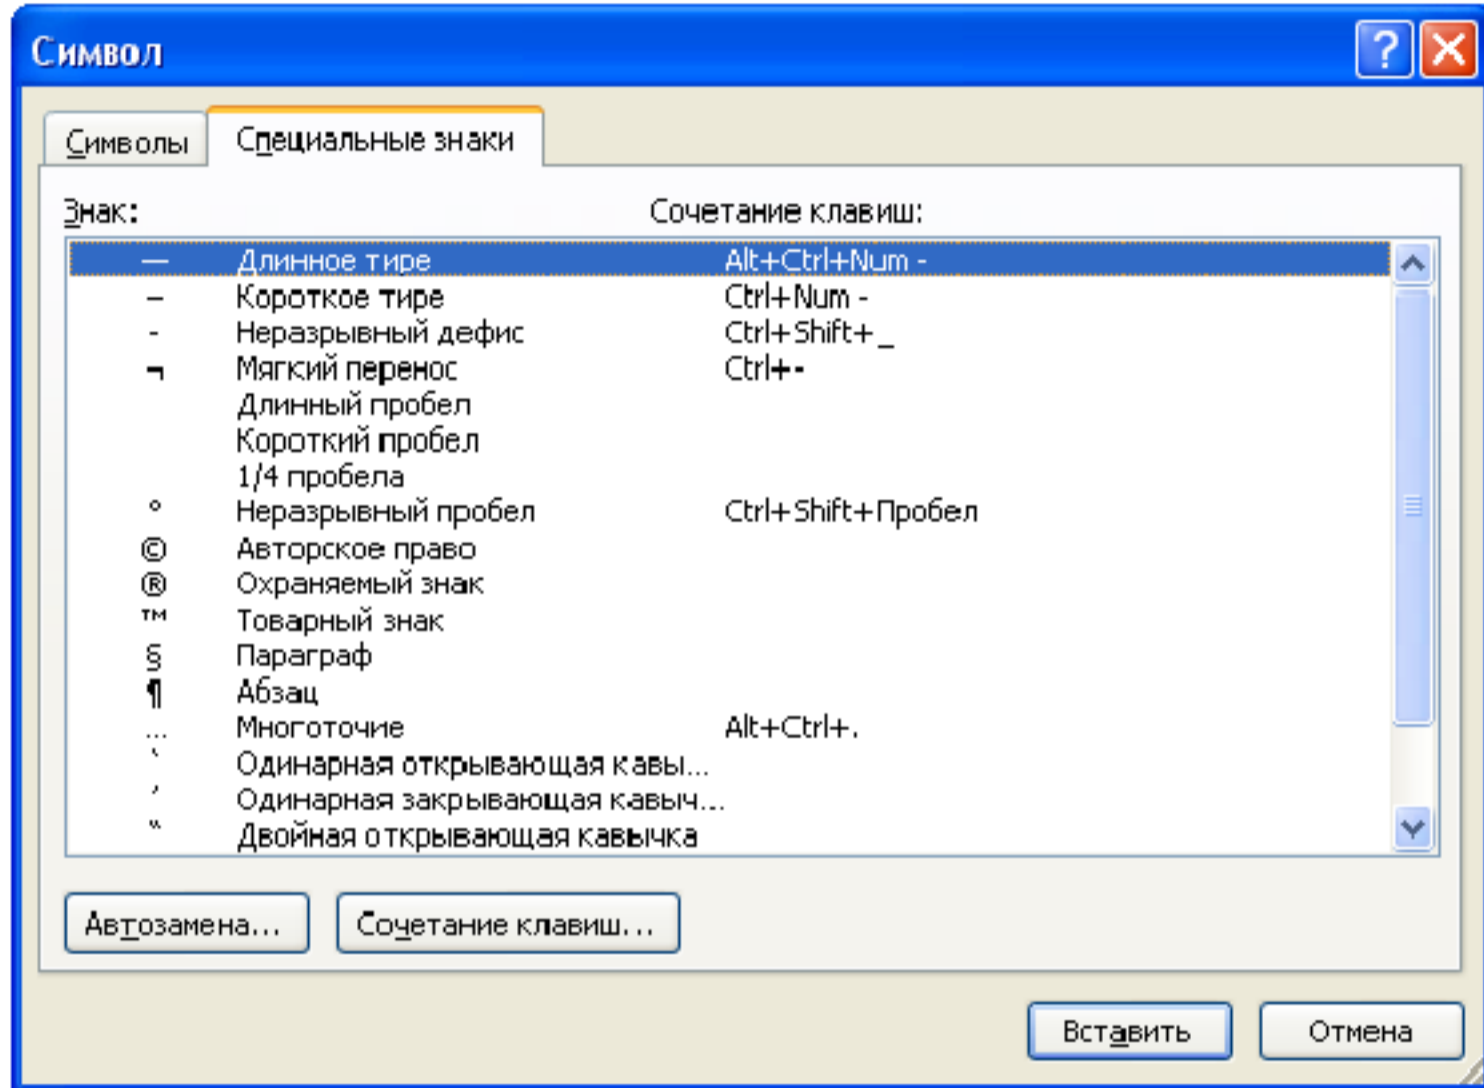 Символ
Символы Специальные знаки
Знак: Сочетание клавиш:
— Длинное тире Alt+Ctrl+Num -
– Короткое тире Ctrl+Num -
- Неразрывный дефис Ctrl+Shift+_
¬ Мягкий перенос Ctrl+-
Длинный пробел
Короткий пробел
1/4 пробела
° Неразрывный пробел Ctrl+Shift+Пробел
© Авторское право
® Охраняемый знак
™ Товарный знак
§ Параграф
¶ Абзац
… Многоточие Alt+Ctrl+.
‘ Одинарная открывающая кавы...
’ Одинарная закрывающая кавыч...
“ Двойная открывающая кавычка
Автозамена... Сочетание клавиш...
Вставить Отмена